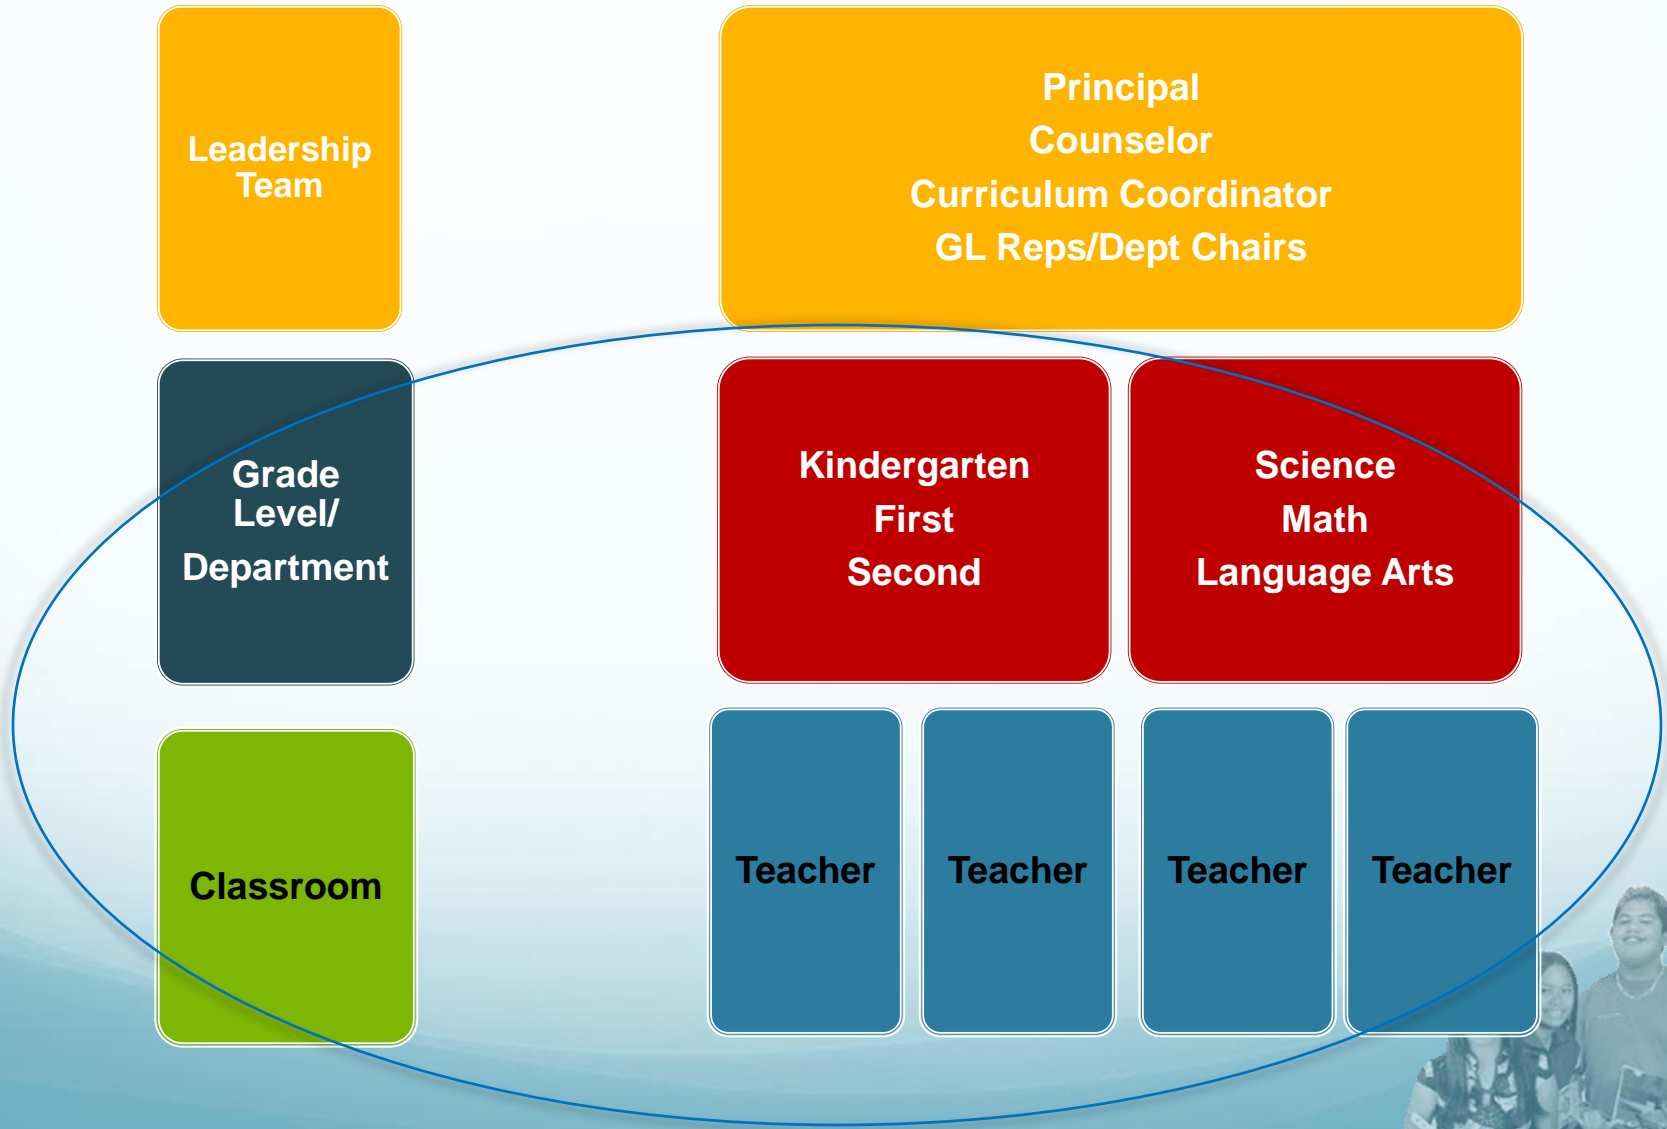 Leadership
Team
Principal
Counselor
Curriculum Coordinator
GL Reps/Dept Chairs
Grade
Level/
Department
Kindergarten
First
Second
Science
Math
Language Arts
Classroom
Teacher
Teacher
Teacher
Teacher